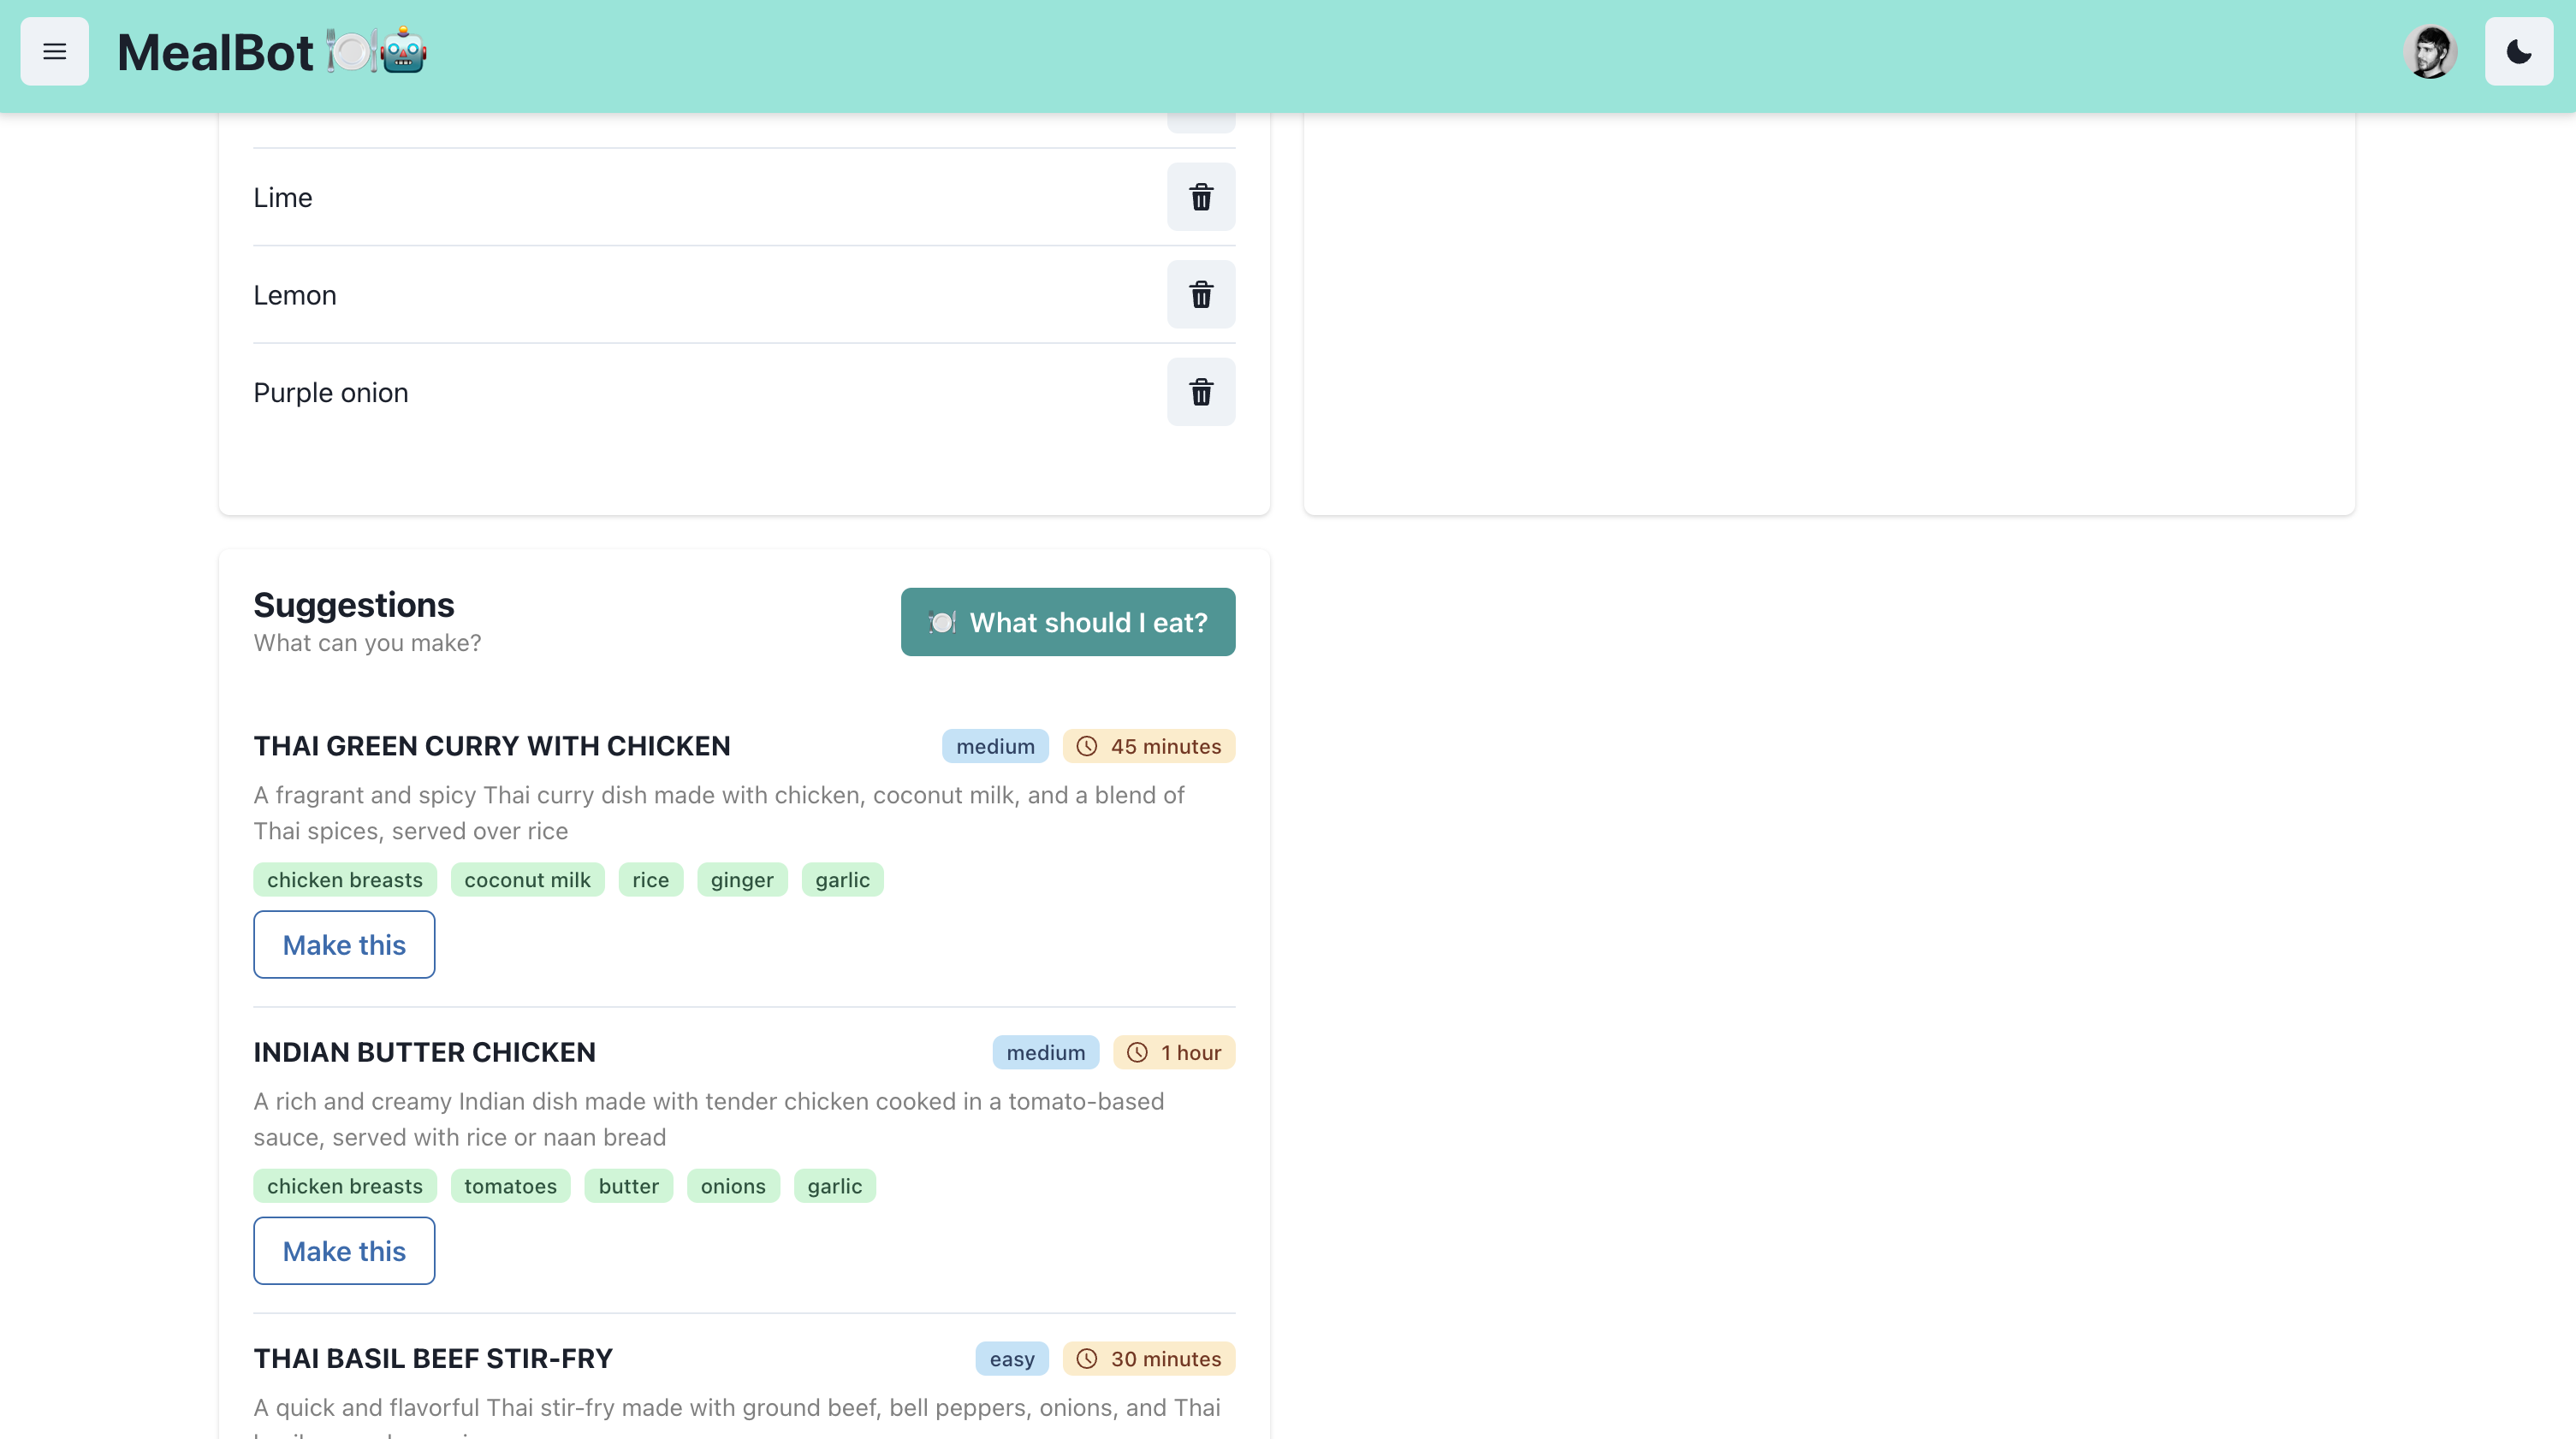 MealBot 🍽️🤖
Lime
Lemon
Purple onion
Suggestions
What can you make?
🍽️ What should I eat?
THAI GREEN CURRY WITH CHICKEN
medium
45 minutes
A fragrant and spicy Thai curry dish made with chicken, coconut milk, and a blend of
Thai spices, served over rice
chicken breasts coconut milk rice ginger garlic
Make this
INDIAN BUTTER CHICKEN
medium
1 hour
A rich and creamy Indian dish made with tender chicken cooked in a tomato-based
sauce, served with rice or naan bread
chicken breasts tomatoes butter onions garlic
Make this
THAI BASIL BEEF STIR-FRY
easy
30 minutes
A quick and flavorful Thai stir-fry made with ground beef, bell peppers, onions, and Thai